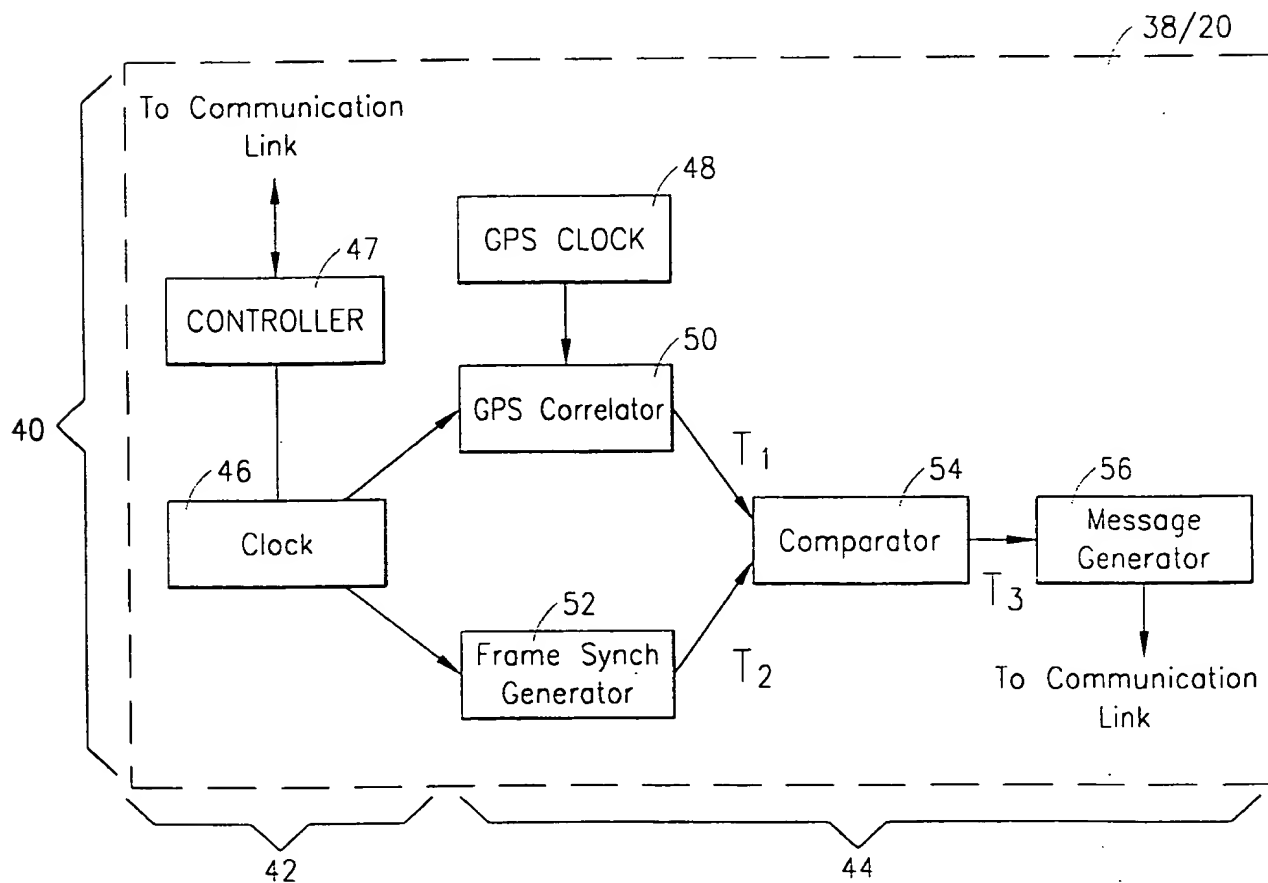 38/20
To Communication
Link
48
GPS CLOCK
47
CONTROLLER
50
GPS Correlator
40
T1
46
Clock
54
Comparator
56
Message
Generator
T3
52
Frame Synch
Generator
T2
To Communication
Link
42
44